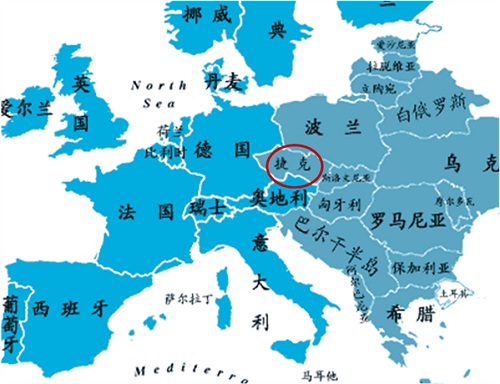 挪威
典
爱沙尼亚
拉脱维亚
立陶宛
North
Sea
丹麦
英国
爱尔兰
白俄罗斯
荷兰
比利时
波兰
德国
捷克
乌克
斯洛文尼亚
法国
瑞士
奥地利
匈牙利
罗马尼亚
巴尔干半岛
意大利
保加利亚
土耳其
萨尔拉丁
西班牙
葡萄牙
希腊
马耳他
Mediterra